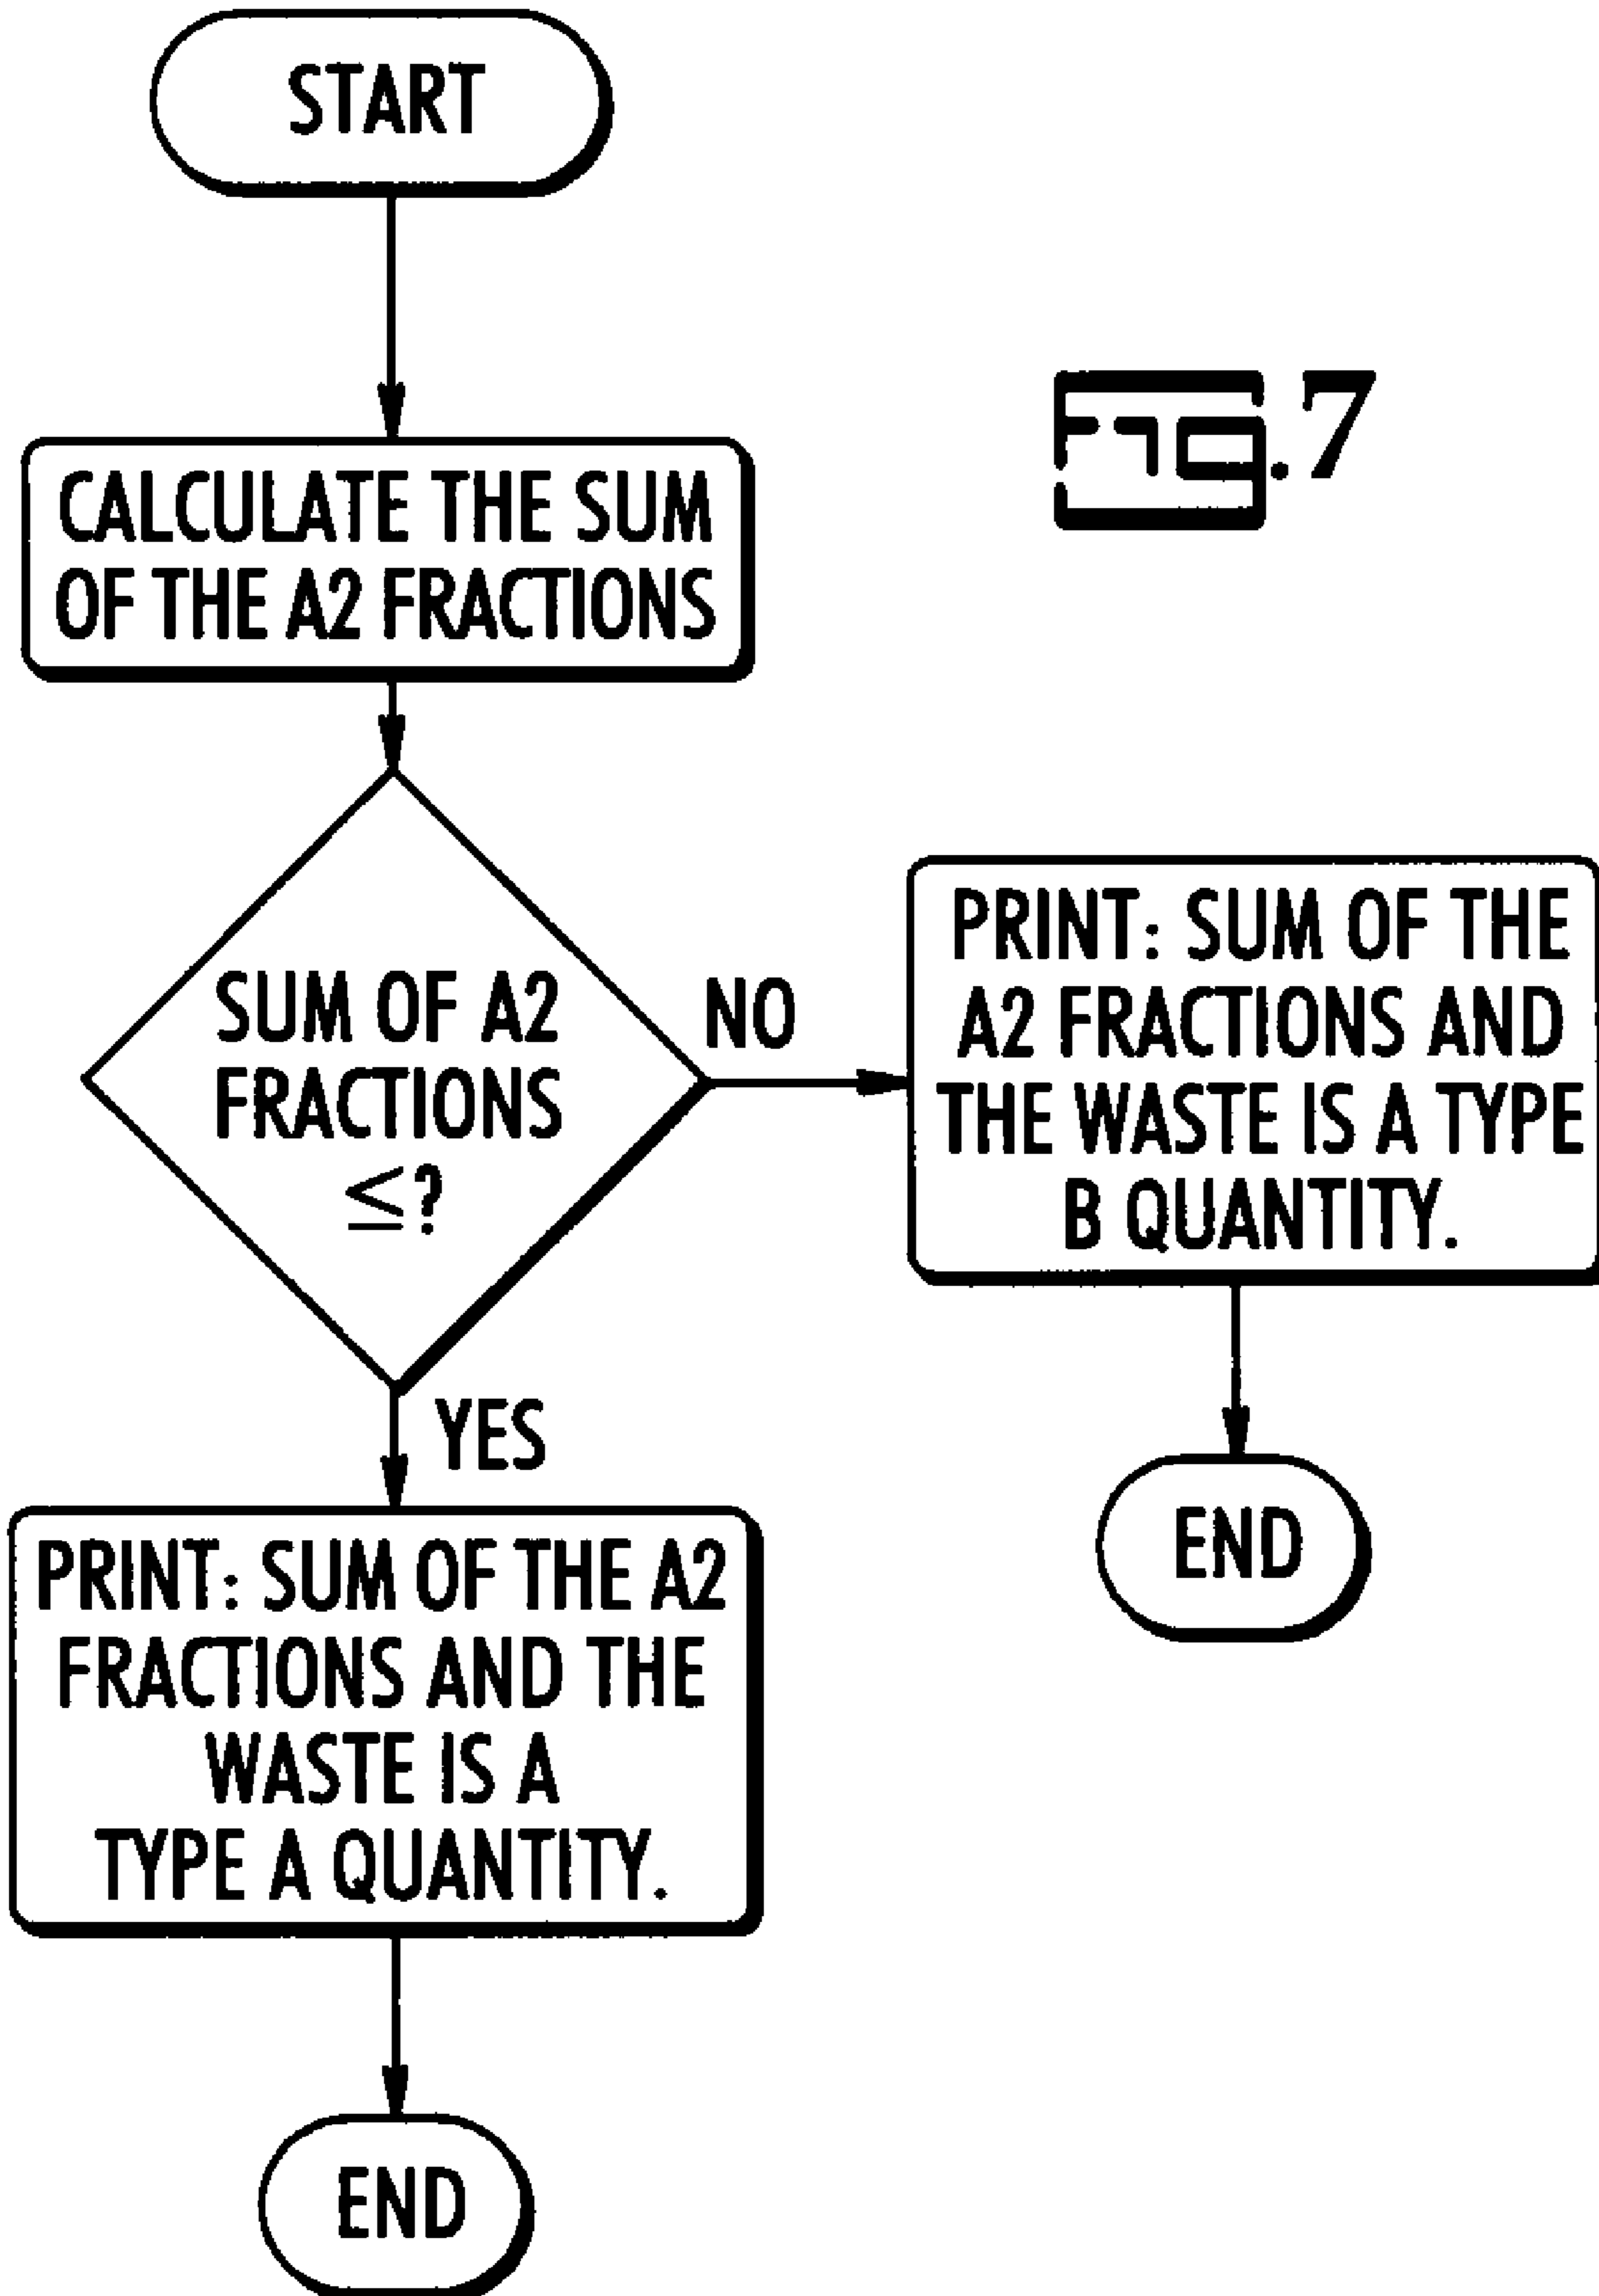 START
Fig.7
CALCULATE THE SUM
OF THE A2 FRACTIONS
SUM OF A2
FRACTIONS
≤?
NO
PRINT: SUM OF THE
A2 FRACTIONS AND
THE WASTE IS A TYPE
B QUANTITY.
END
YES
PRINT: SUM OF THE A2
FRACTIONS AND THE
WASTE IS A
TYPE A QUANTITY.
END